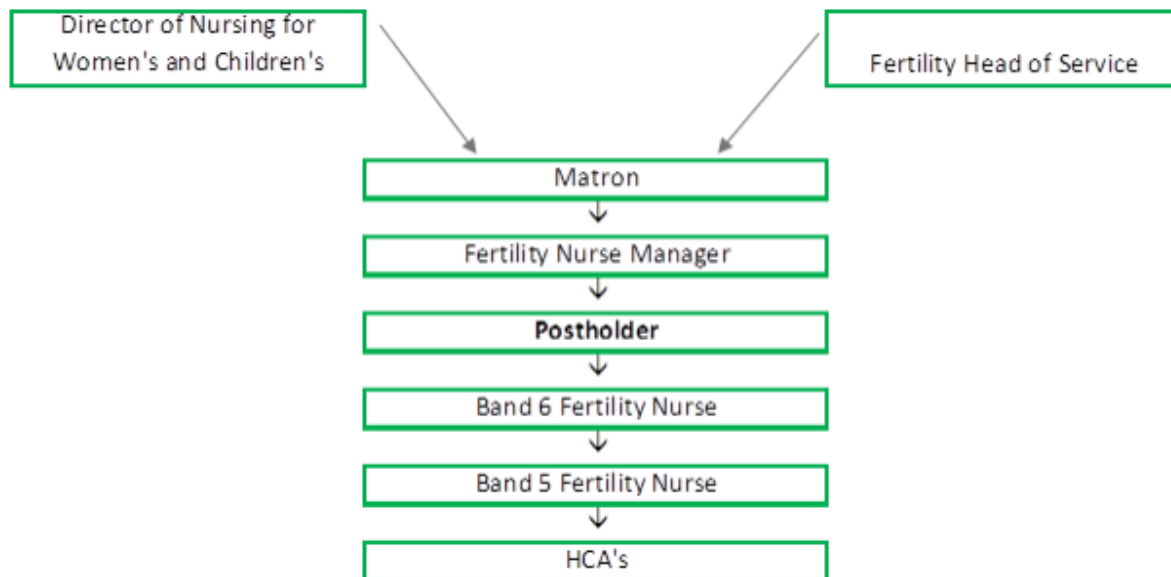 Director of Nursing for
Women's and Children's
Fertility Head of Service
Matron
Fertility Nurse Manager
Postholder
Band 6 Fertility Nurse
Band 5 Fertility Nurse
HCA's